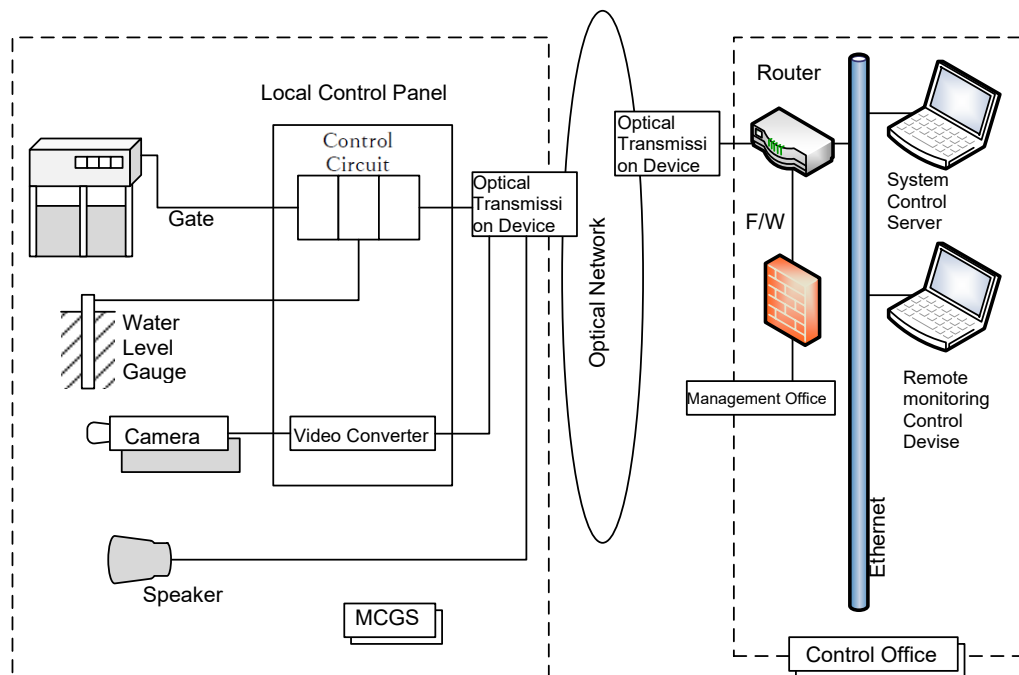 Local Control Panel
Control
Circuit
Gate
Optical
Transmissi
on Device
Water
Level
Gauge
Camera
Video Converter
Speaker
MCGS
Optical Network
Optical
Transmissi
on Device
Router
F/W
Management Office
System
Control
Server
Remote
monitoring
Control
Devise
Ethernet
Control Office